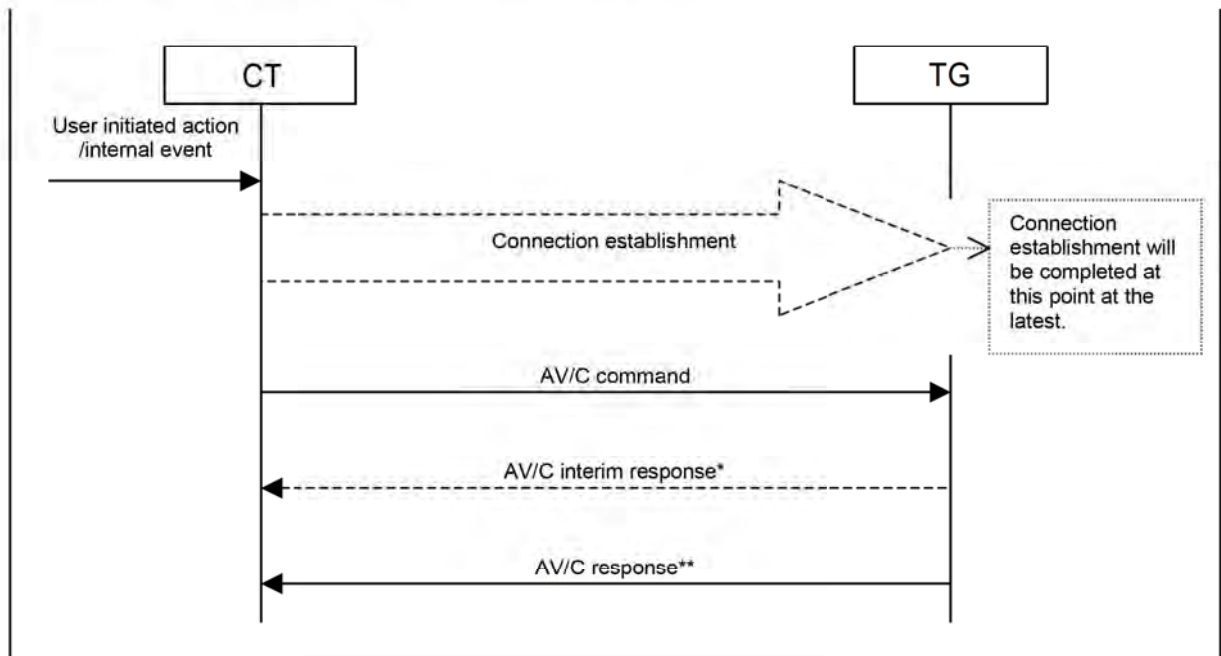 CT
TG
User initiated action
/internal event
Connection establishment
Connection
establishment will
be completed at
this point at the
latest.
AV/C command
AV/C interim response*
AV/C response**